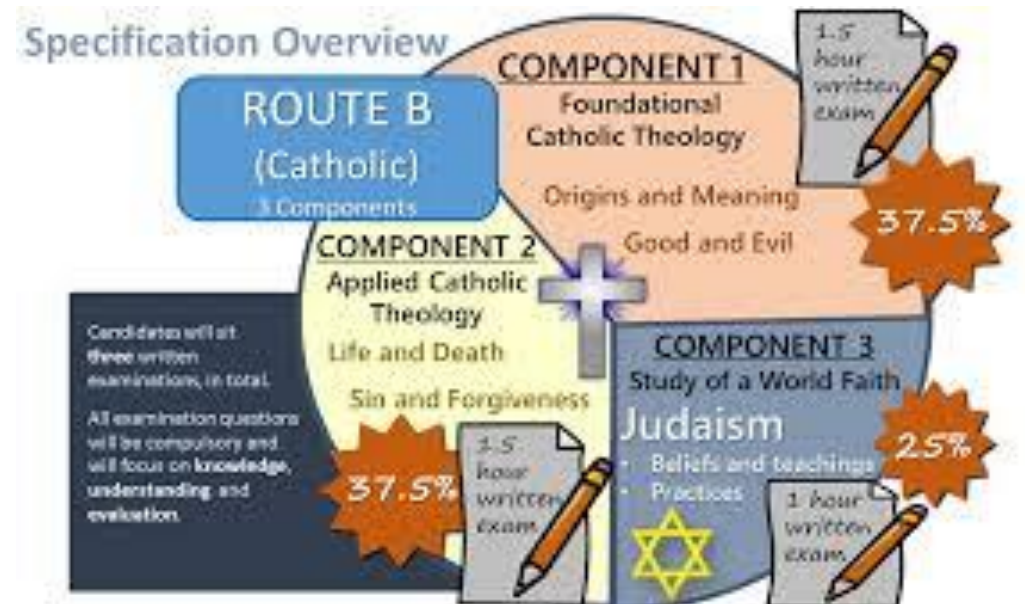 Specification Overview
ROUTE B
(Catholic)
3 Components
COMPONENT 1
Foundational
Catholic Theology
Origins and Meaning
Good and Evil
1.5
hour
written
exam
37.5%
COMPONENT 2
Applied Catholic
Theology
Life and Death
Sin and Forgiveness
37.5%
1.5
hour
written
exam
COMPONENT 3
Study of a World Faith
Judaism
• Beliefs and teachings
• Practices
25%
1 hour
written
exam
Candidates will sit
three written
examinations, in total.
All examination questions
will be compulsory and
will focus on knowledge,
understanding and
evaluation.